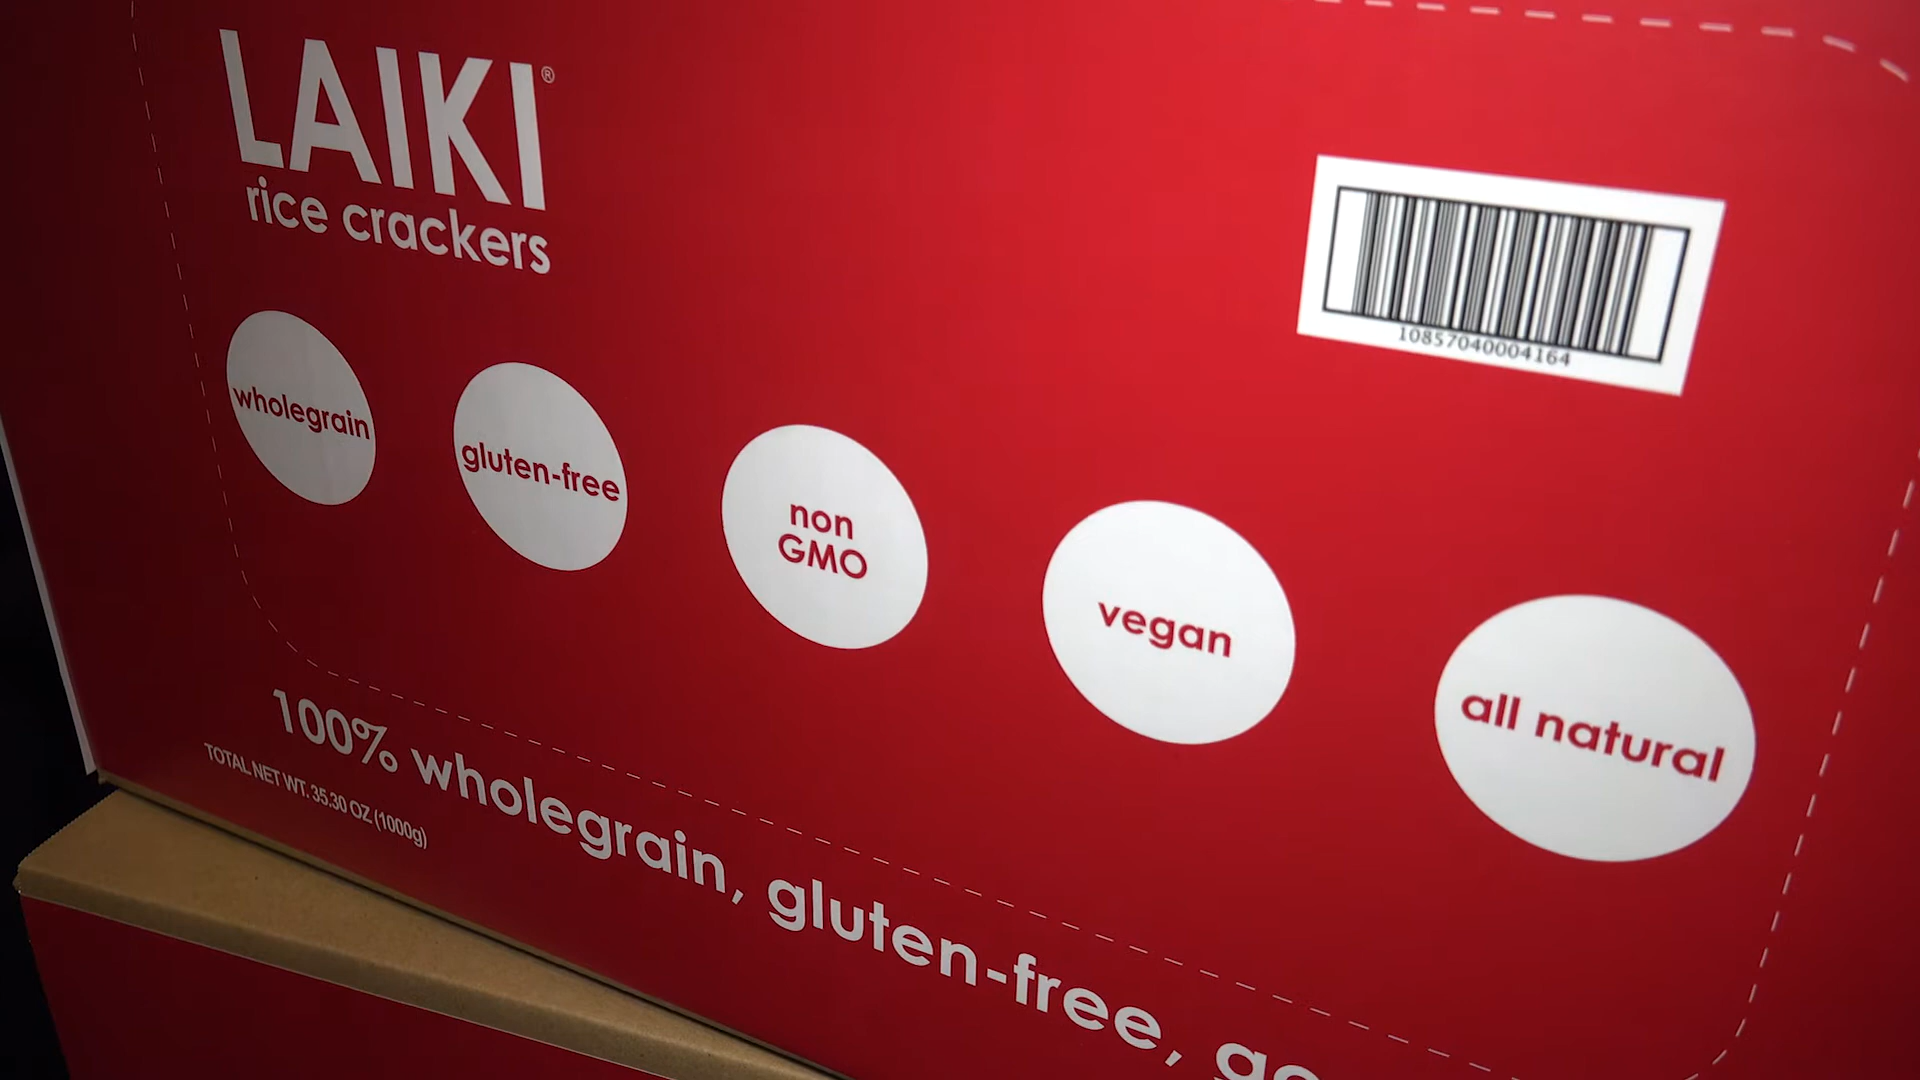 LAIKI®
rice crackers
10857040004164
wholegrain
gluten-free
non
GMO
vegan
all natural
100% wholegrain, gluten-free,
TOTAL NET WT. 35.30 OZ (1000g)